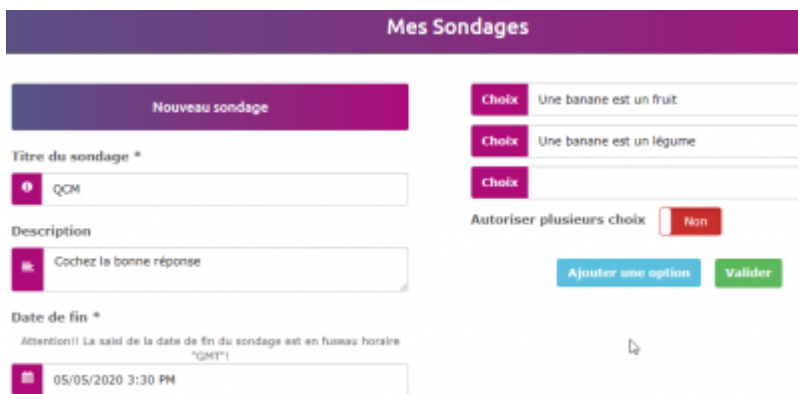 Mes Sondages
Nouveau sondage
Titre du sondage *
QCM
Description
Cochez la bonne réponse
Date de fin *
Attention!! La saisi de la date de fin du sondage est en fuseau horaire
"GMT"!
05/05/2020 3:30 PM
Choix Une banane est un fruit
Choix Une banane est un légume
Choix
Autoriser plusieurs choix Non
Ajouter une option Valider